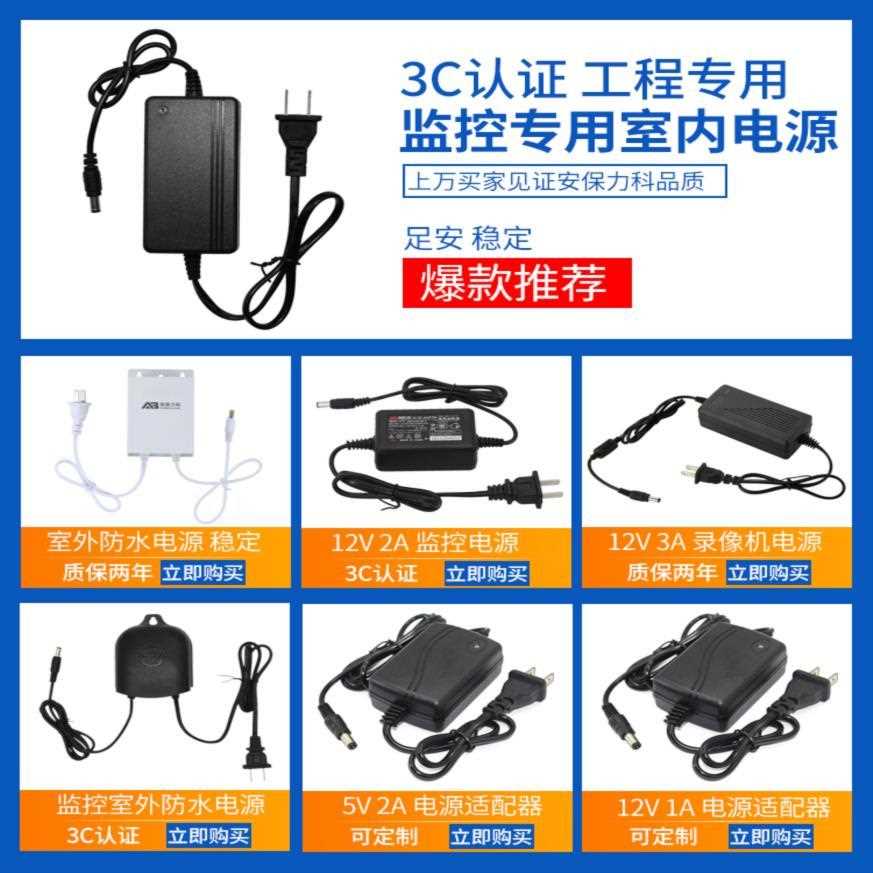 3C认证 工程专用
监控专用室内电源
上万买家见证安保力科品质
足安 稳定
爆款推荐
AB
室外防水电源 稳定
质保两年 立即购买
12V 2A 监控电源
3C认证 立即购买
12V 3A 录像机电源
质保两年 立即购买
监控室外防水电源
3C认证 立即购买
5V 2A 电源适配器
可定制 立即购买
12V 1A 电源适配器
可定制 立即购买